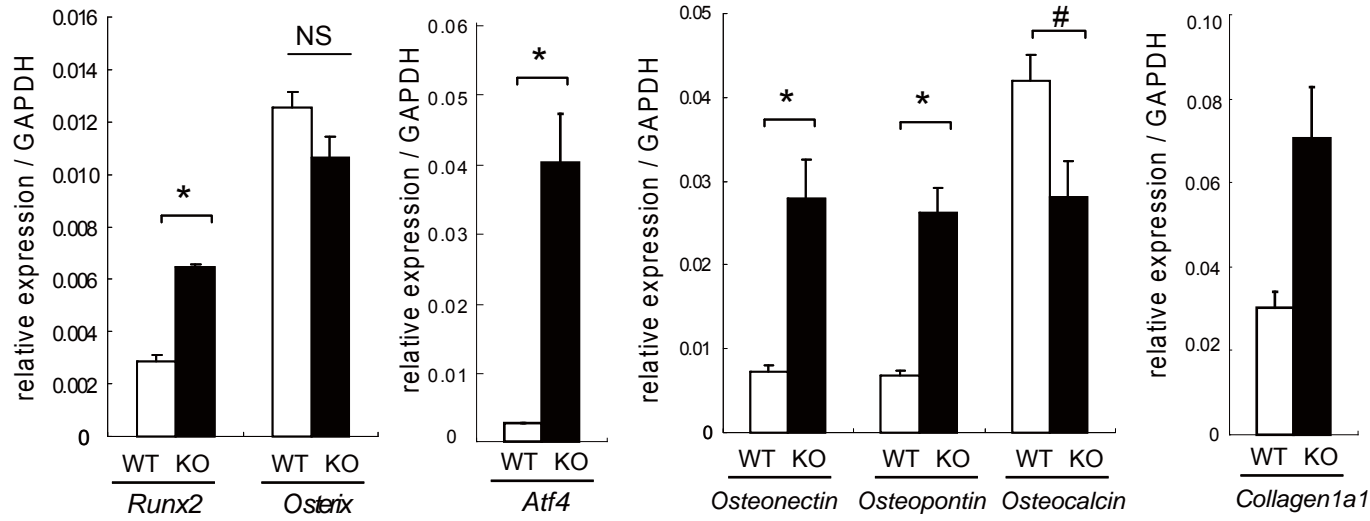 relative expression / GAPDH
0.016
0.014
0.012
0.010
0.008
0.006
0.004
0.002
0
NS
*
WT KO WT KO
Runx2 Osterix
relative expression / GAPDH
0.06
0.05
0.04
0.03
0.02
0.01
0
*
WT KO
Atf4
relative expression / GAPDH
0.05
0.04
0.03
0.02
0.01
0
* * #
WT KO WT KO WT KO
Osteonectin Osteopontin Osteocalcin
relative expression / GAPDH
0.10
0.08
0.06
0.04
0.02
0
WT KO
Collagen1a1